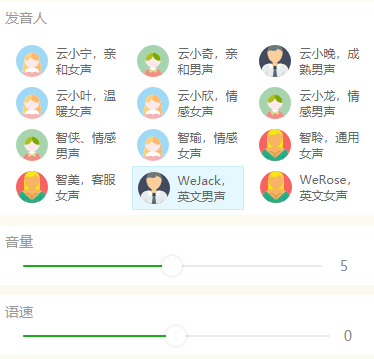 发音人
云小宁，亲
和女声
云小奇，亲
和男声
云小晚，成
熟男声
云小叶，温
暖女声
云小欣，情
感女声
云小龙，情
感男声
智侠、情感
男声
智瑜，情感
女声
智聆，通用
女声
智美，客服
女声
WeJack，
英文男声
WeRose，
英文女声
音量
5
语速
0